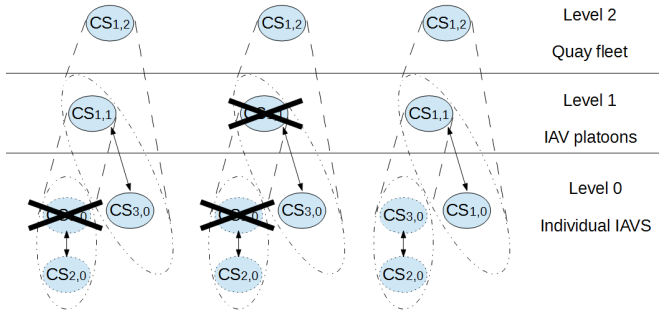 CS1,2
CS1,2
CS1,2
Level 2
Quay fleet
CS1,1
CS1,1
Level 1
IAV platoons
CS3,0
CS3,0
CS3,0
CS1,0
Level 0
Individual IAVS
CS2,0
CS2,0
CS2,0